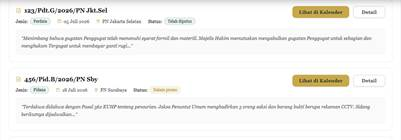 123/Pdt.G/2026/PN Jkt.Sel
Lihat di Kalender
Detail
Jenis: Perdata 05 Juli 2026 PN Jakarta Selatan Status: Telah diputus
"Menimbang bahwa gugatan Penggugat telah memenuhi syarat formil dan materiil. Majelis Hakim memutuskan mengabulkan gugatan Penggugat untuk sebagian dan
menghukum Tergugat untuk membayar ganti rugi..."
456/Pid.B/2026/PN Sby
Lihat di Kalender
Detail
Jenis: Pidana 18 Juli 2026 PN Surabaya Status: Dalam proses
"Terdakwa didakwa dengan Pasal 362 KUHP tentang pencurian. Jaksa Penuntut Umum menghadirkan 3 orang saksi dan barang bukti berupa rekaman CCTV. Sidang
berikutnya dijadwalkan..."